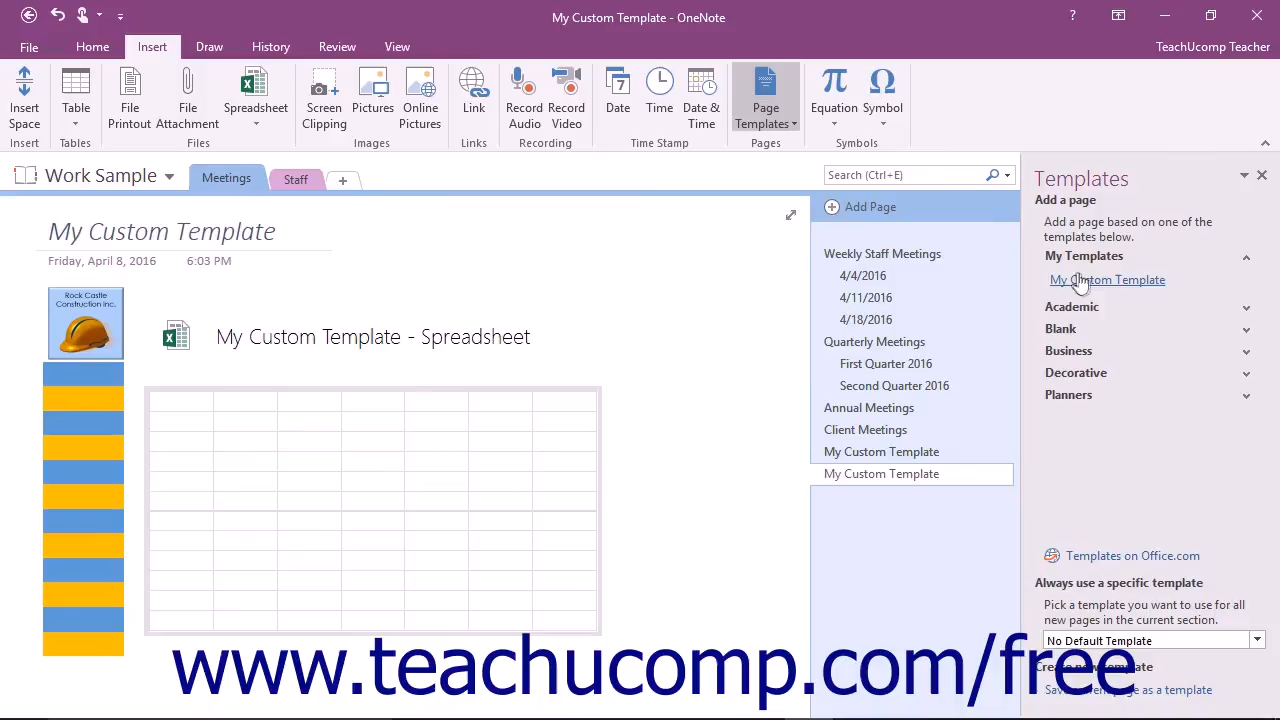 My Custom Template - OneNote
?
File Home Insert Draw History Review View
TeachUcomp Teacher
Insert Space
Table
File Printout
File Attachment
Spreadsheet
Screen Clipping
Pictures
Online Pictures
Link
Record Audio
Record Video
Date
Time
Date & Time
Page Templates
π Equation
Ω Symbol
Insert Tables Files Images Links Recording Time Stamp Pages Symbols
Work Sample
Meetings
Staff
+
Search (Ctrl+E)
My Custom Template
Friday, April 8, 2016 6:03 PM
Rock Castle
Construction Inc.
My Custom Template - Spreadsheet
Add Page
Weekly Staff Meetings
4/4/2016
4/11/2016
4/18/2016
Quarterly Meetings
First Quarter 2016
Second Quarter 2016
Annual Meetings
Client Meetings
My Custom Template
My Custom Template
Templates
Add a page
Add a page based on one of the
templates below.
My Templates
My Custom Template
Academic
Blank
Business
Decorative
Planners
Templates on Office.com
Always use a specific template
Pick a template you want to use for all
new pages in the current section.
No Default Template
Create new template
as a template
www.teachucomp.com/free